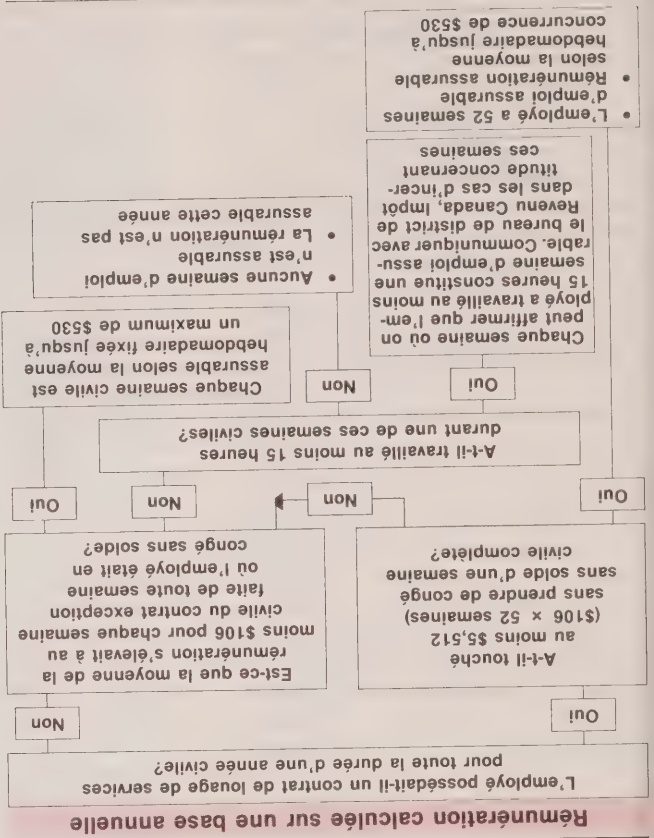 Rémunération calculée sur une base annuelle
L'employé possédait-il un contrat de louage de services
pour toute la durée d'une année civile?
Oui
Non
A-t-il touché
au moins $5,512
($106 × 52 semaines)
sans prendre de congé
sans solde d'une semaine
civile complète?
Est-ce que la moyenne de la
rémunération s'élevait à au
moins $106 pour chaque semaine
civile du contrat exception
faite de toute semaine
où l'employé était en
congé sans solde?
Oui
Non
Non
Oui
A-t-il travaillé au moins 15 heures
durant une de ces semaines civiles?
Oui
Non
Chaque semaine civile est
assurable selon la moyenne
hebdomadaire fixée jusqu'à
un maximum de $530
Chaque semaine où on
peut affirmer que l'em-
ployé a travaillé au moins
15 heures constitue une
semaine d'emploi assu-
rable. Communiquer avec
le bureau de district de
Revenu Canada, Impôt
dans les cas d'incer-
titude concernant
ces semaines
• Aucune semaine d'emploi
n'est assurable
• La rémunération n'est pas
assurable cette année
• L'employé a 52 semaines
d'emploi assurable
• Rémunération assurable
selon la moyenne
hebdomadaire jusqu'à
concurrence de $530